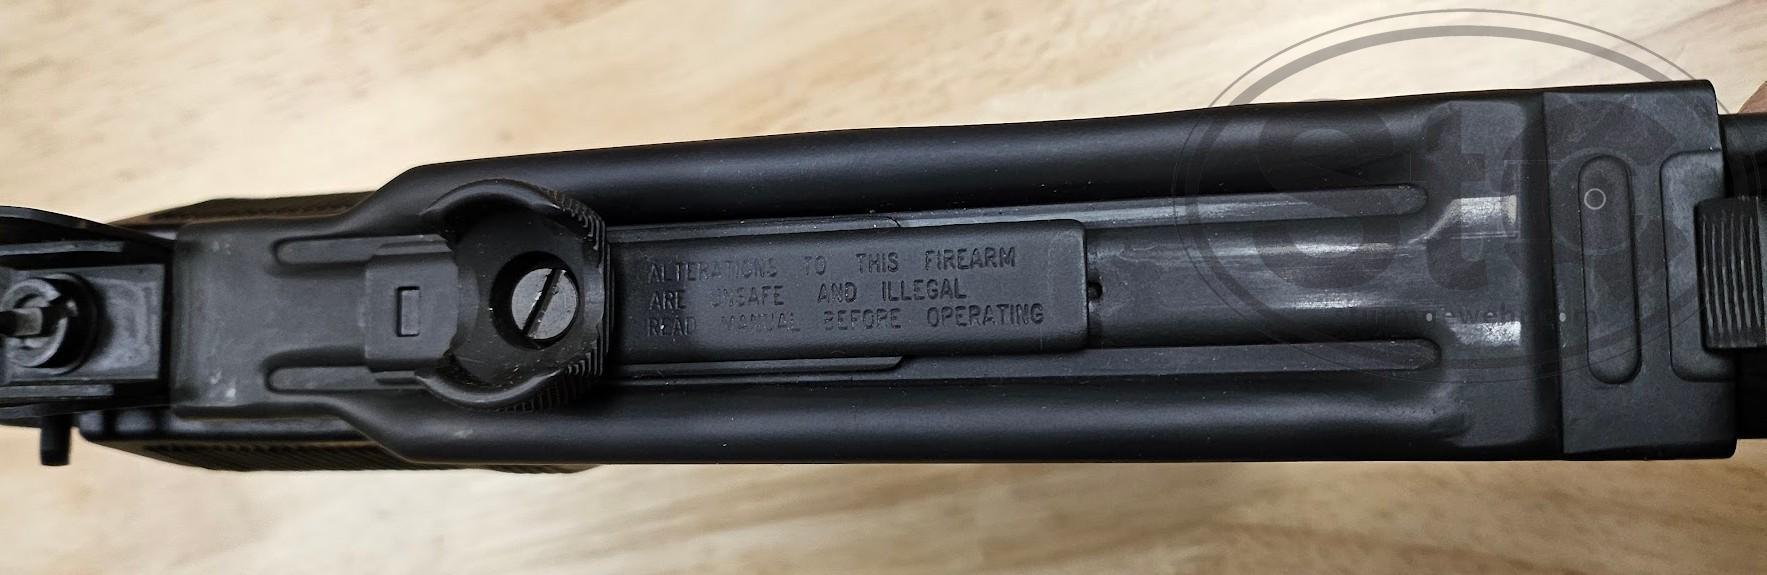 ALTERATIONS TO THIS FIREARM
ARE UNSAFE AND ILLEGAL
READ MANUAL BEFORE OPERATING